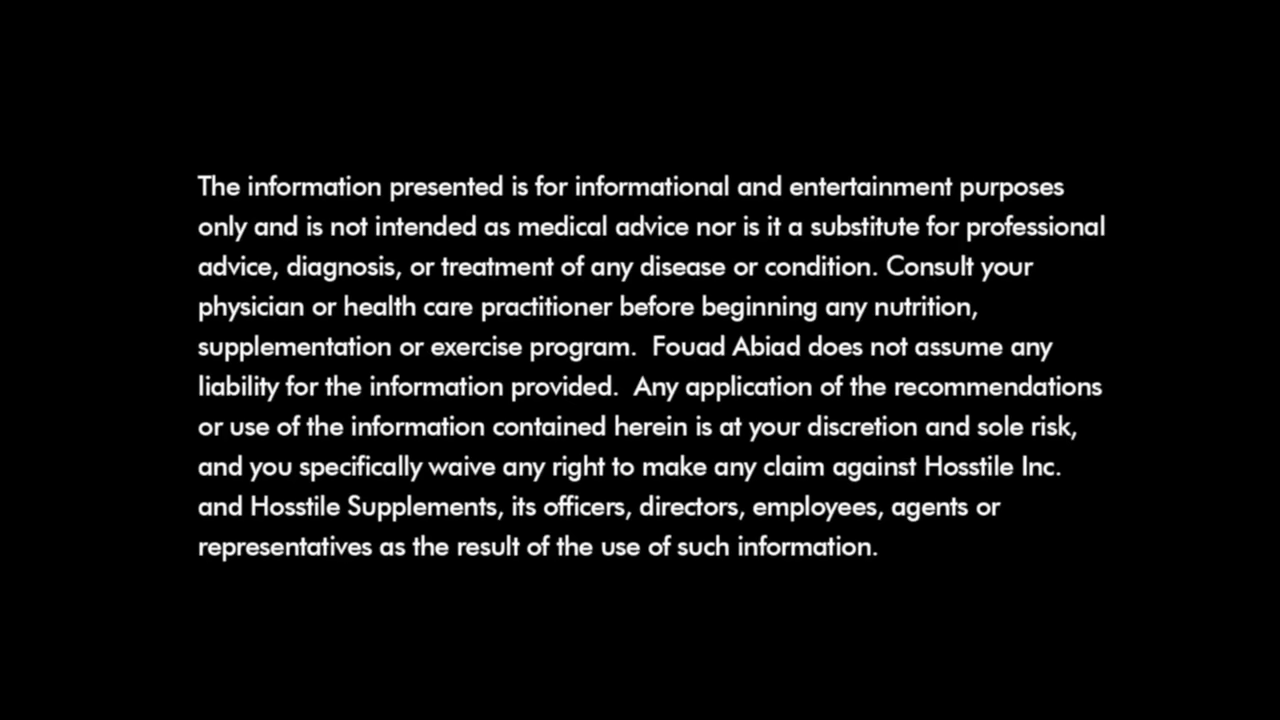 The information presented is for informational and entertainment purposes
only and is not intended as medical advice nor is it a substitute for professional
advice, diagnosis, or treatment of any disease or condition. Consult your
physician or health care practitioner before beginning any nutrition,
supplementation or exercise program.  Fouad Abiad does not assume any
liability for the information provided.  Any application of the recommendations
or use of the information contained herein is at your discretion and sole risk,
and you specifically waive any right to make any claim against Hosstile Inc.
and Hosstile Supplements, its officers, directors, employees, agents or
representatives as the result of the use of such information.